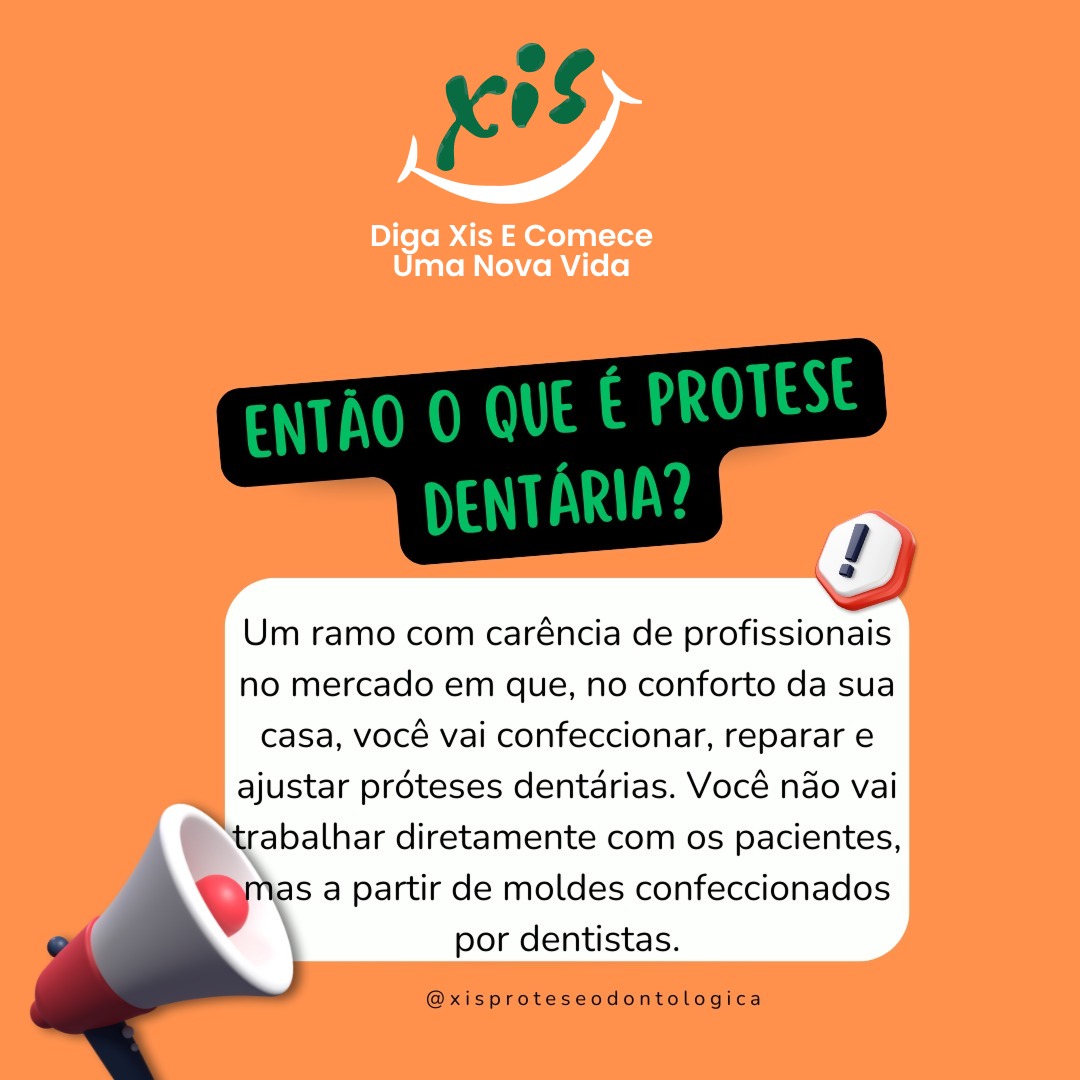 xis
Diga Xis E Comece
Uma Nova Vida
ENTÃO O QUE É PROTESE
DENTÁRIA?
!
Um ramo com carência de profissionais
no mercado em que, no conforto da sua
casa, você vai confeccionar, reparar e
ajustar próteses dentárias. Você não vai
trabalhar diretamente com os pacientes,
mas a partir de moldes confeccionados
por dentistas.
@xisproteseodontologica